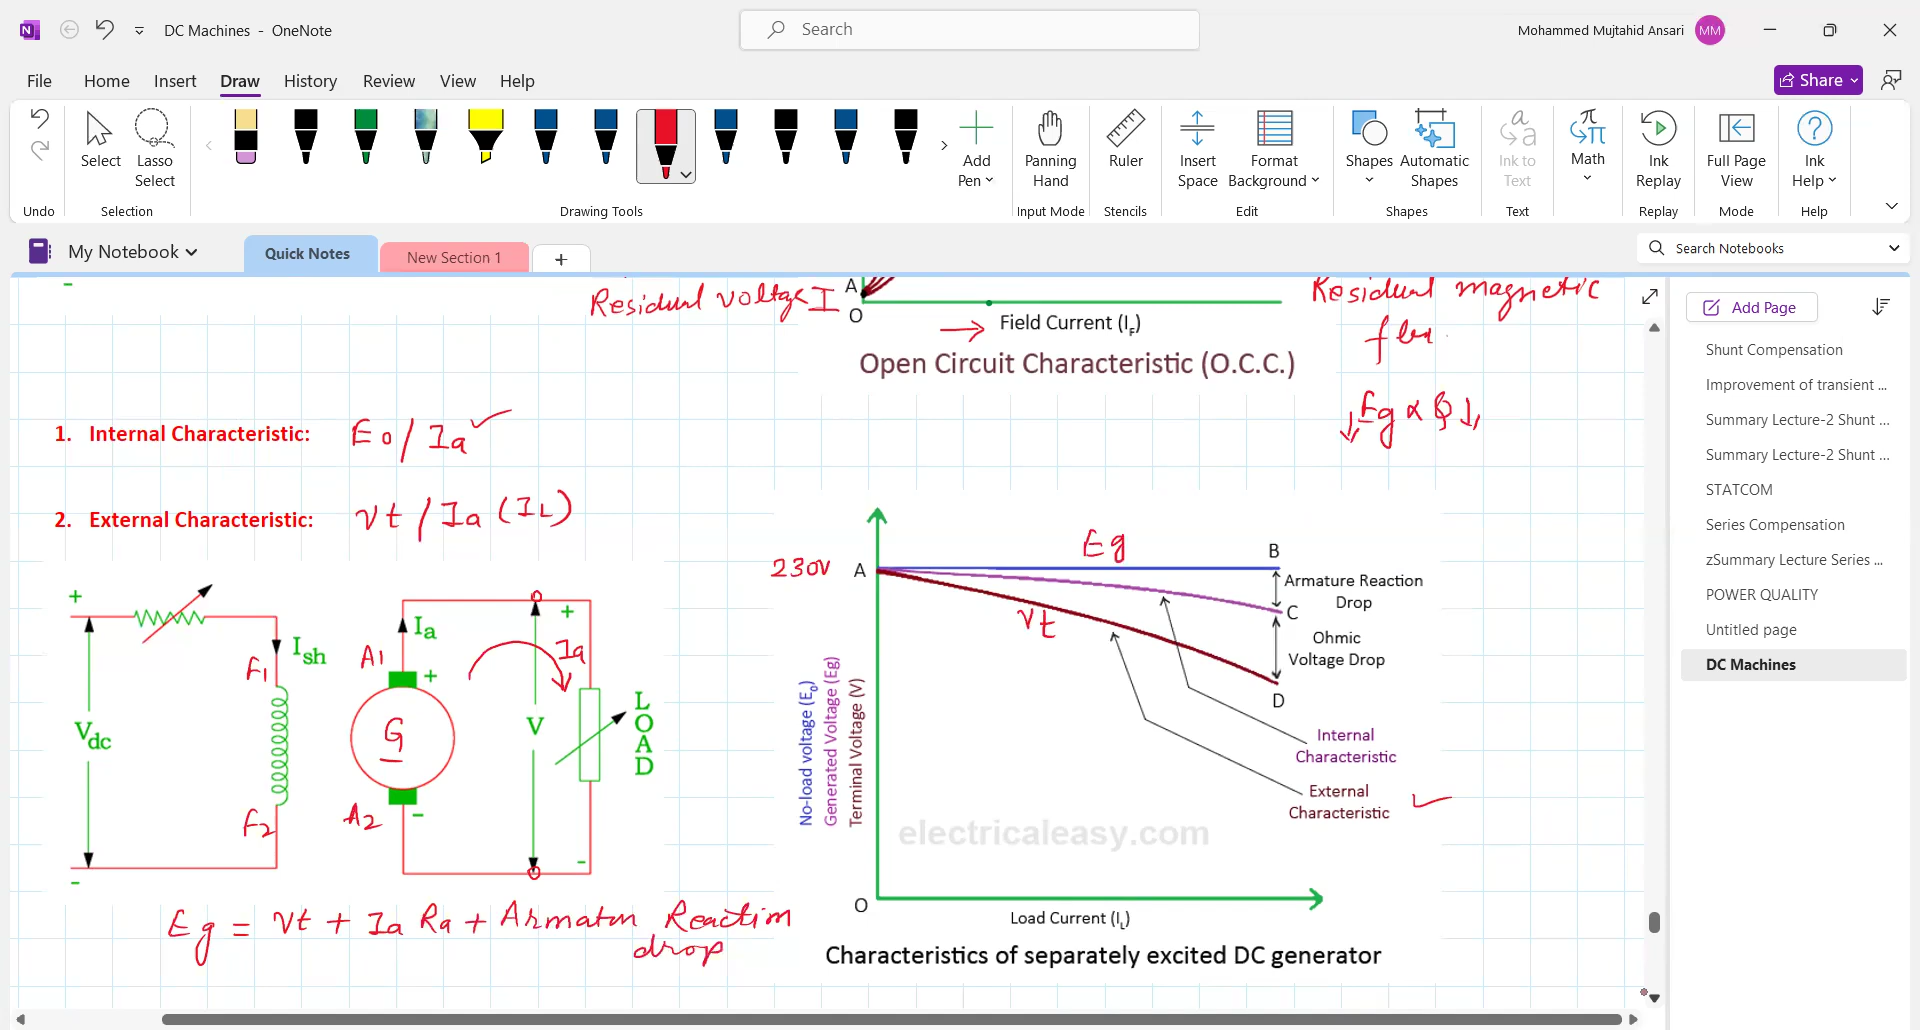 DC Machines - OneNote
Search
Mohammed Mujtahid Ansari
MM
File Home Insert Draw History Review View Help
Share
Select
Lasso Select
Add Pen
Panning Hand
Ruler
Insert Space
Format Background
Shapes
Automatic Shapes
Ink to Text
Math
Ink Replay
Full Page View
Ink Help
Undo
Selection
Drawing Tools
Input Mode
Stencils
Edit
Shapes
Text
Replay
Mode
Help
My Notebook
Quick Notes
New Section 1
+
Search Notebooks
Add Page
Shunt Compensation
Improvement of transient ...
Summary Lecture-2 Shunt ...
Summary Lecture-2 Shunt ...
STATCOM
Series Compensation
zSummary Lecture Series ...
POWER QUALITY
Untitled page
DC Machines
Residual voltage
A
O
Field Current (IF)
Residual magnetic
flux
Open Circuit Characteristic (O.C.C.)
Eg ∝ Φ
1. Internal Characteristic: E0 / Ia
2. External Characteristic: Vt / Ia (IL)
+
Vdc
-
Ish
F1
F2
A1
Ia
+
G
A2
-
+
V
-
Ia
LOAD
Eg = Vt + Ia Ra + Armature Reaction
drop
230V
A
Eg
Vt
B
Armature Reaction
Drop
C
Ohmic
Voltage Drop
D
Internal
Characteristic
External
Characteristic
No-load voltage (E0)
Generated Voltage (Eg)
Terminal Voltage (V)
electricaleasy.com
O
Load Current (IL)
Characteristics of separately excited DC generator